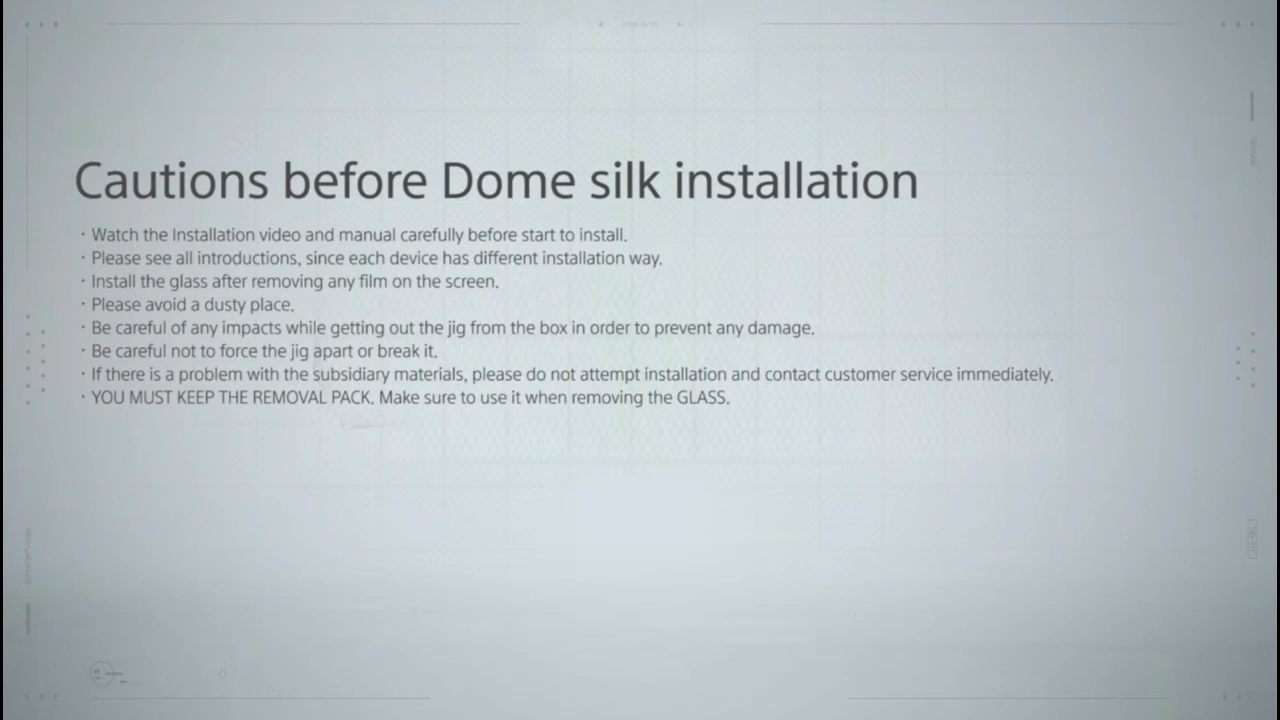 Cautions before Dome silk installation
· Watch the Installation video and manual carefully before start to install.
· Please see all introductions, since each device has different installation way.
· Install the glass after removing any film on the screen.
· Please avoid a dusty place.
· Be careful of any impacts while getting out the jig from the box in order to prevent any damage.
· Be careful not to force the jig apart or break it.
· If there is a problem with the subsidiary materials, please do not attempt installation and contact customer service immediately.
· YOU MUST KEEP THE REMOVAL PACK. Make sure to use it when removing the GLASS.